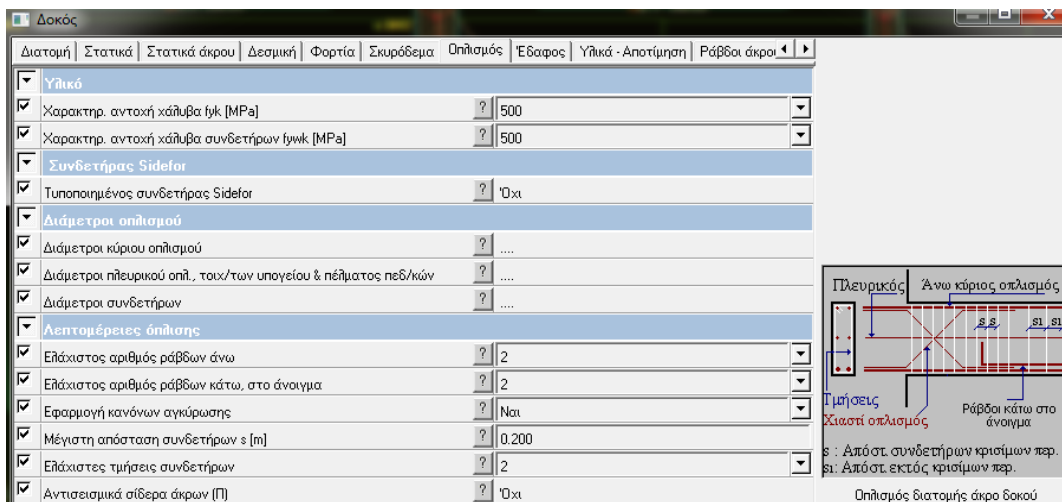 Δοκός
Διατομή Στατικά Στατικά άκρου Δεσμική Φορτία Σκυρόδεμα Οπλισμός Έδαφος Υλικά - Αποτίμηση Ράβδοι άκρου
Υλικό
Χαρακτηρ. αντοχή χάλυβα fyk [MPa] ? 500
Χαρακτηρ. αντοχή χάλυβα συνδετήρων fywk [MPa] ? 500
Συνδετήρας Sidefor
Τυποποιημένος συνδετήρας Sidefor ? Όχι
Διάμετροι οπλισμού
Διάμετροι κύριου οπλισμού ? ....
Διάμετροι πλευρικού οπλ., τοιχ/των υπογείου & πέλματος πεδ/κών ? ....
Διάμετροι συνδετήρων ? ....
Λεπτομέρειες όπλισης
Ελάχιστος αριθμός ράβδων άνω ? 2
Ελάχιστος αριθμός ράβδων κάτω, στο άνοιγμα ? 2
Εφαρμογή κανόνων αγκύρωσης ? Ναι
Μέγιστη απόσταση συνδετήρων s [m] ? 0.200
Ελάχιστες τμήσεις συνδετήρων ? 2
Αντισεισμικά σίδερα άκρων (Π) ? Όχι
Πλευρικός Άνω κύριος οπλισμός
s s s1 s1
Τμήσεις
Χιαστί οπλισμός
Ράβδοι κάτω στο
άνοιγμα
s : Απόστ. συνδετήρων κρισίμων περ.
s1: Απόστ. εκτός κρισίμων περ.
Οπλισμός διατομής άκρο δοκού